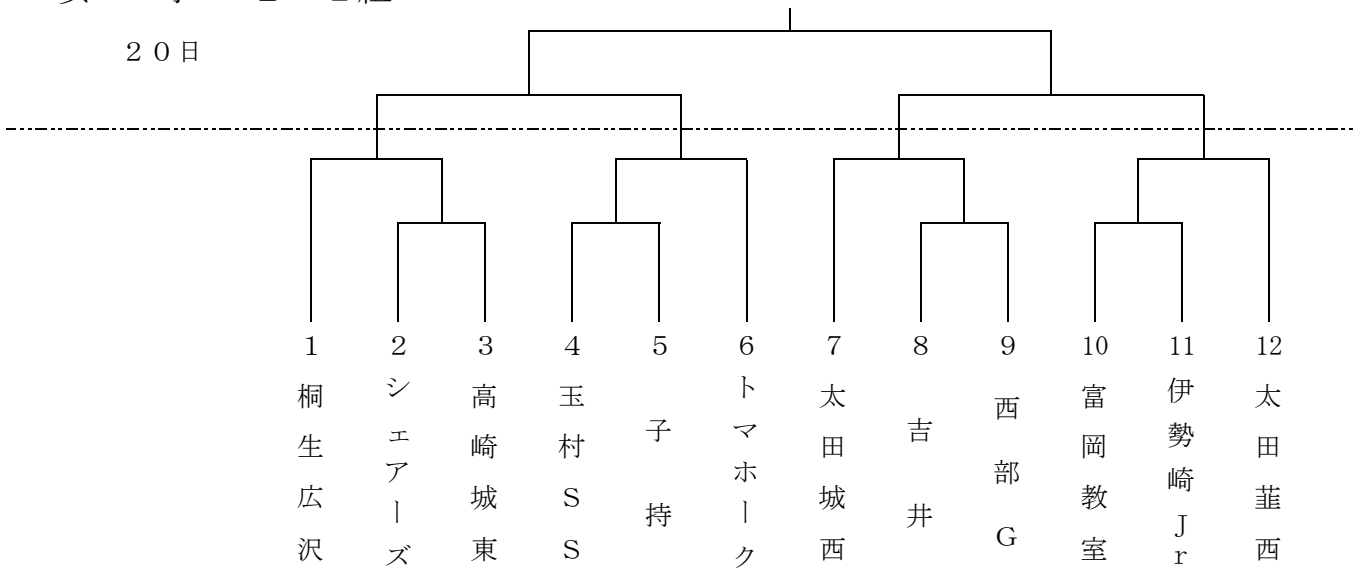 ２０日
1 桐生広沢
2 シェアーズ
3 高崎城東
4 玉村ＳＳ
5 子持
6 トマホーク
7 太田城西
8 吉井
9 西部Ｇ
10 富岡教室
11 伊勢崎Jr
12 太田韮西